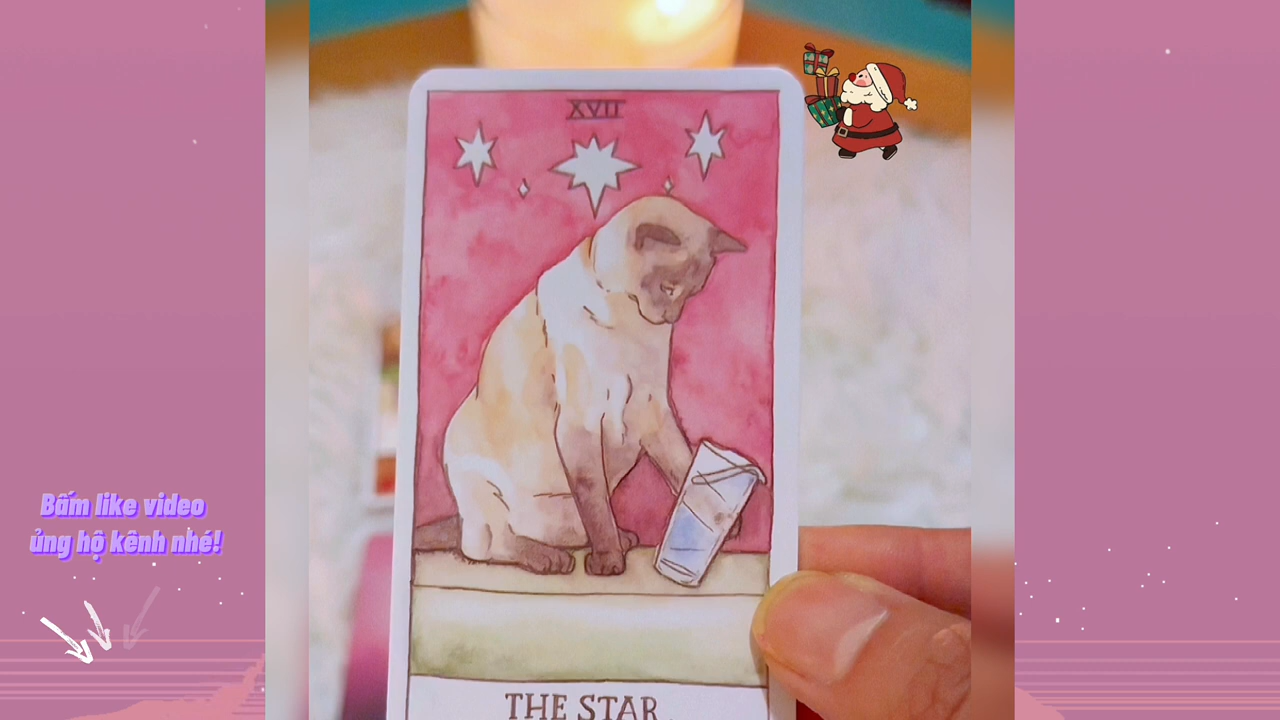 XVII
THE STAR
Bấm like video
ủng hộ kênh nhé!